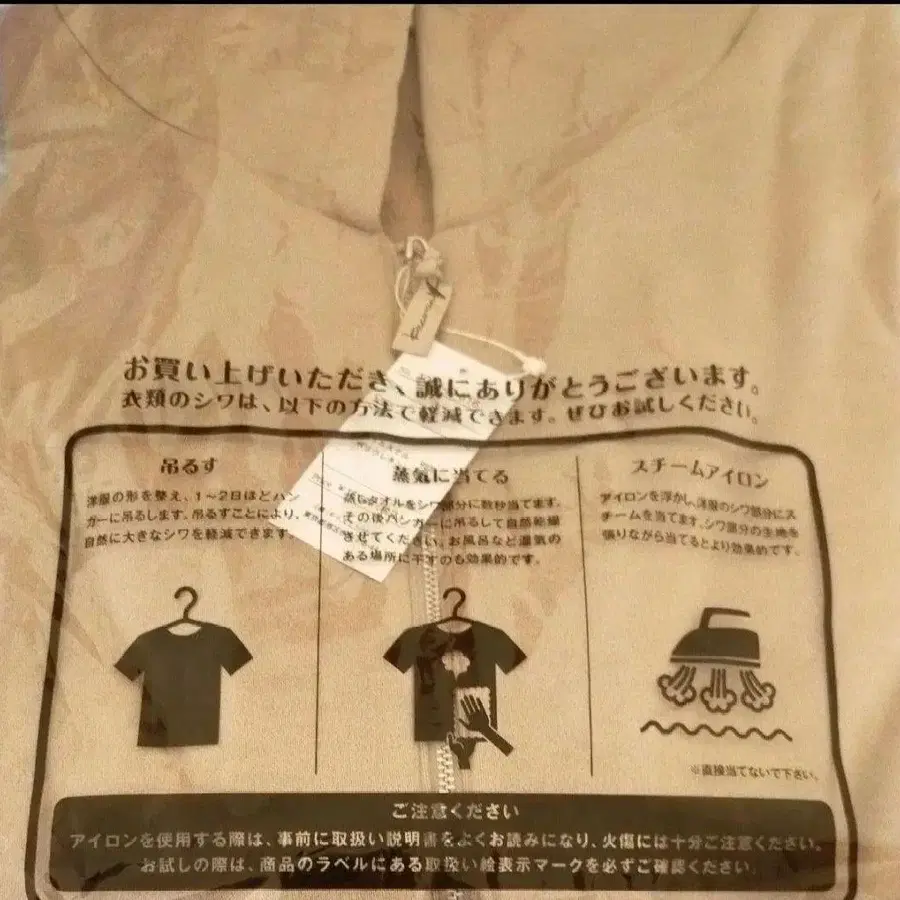 お買い上げいただき、誠にありがとうございます。
衣類のシワは、以下の方法で軽減できます。ぜひお試しください。
吊るす
洋服の形を整え、1〜2日ほどハン
ガーに吊るします。吊るすことにより、
自然に大きなシワを軽減できます。
蒸気に当てる
蒸しタオルをシワ部分に数秒当てます。
その後ハンガーに吊るして自然乾燥
させてください。お風呂など湿気の
ある場所に干すのも効果的です。
スチームアイロン
アイロンを浮かし、洋服のシワ部分にス
チームを当てます。シワ部分の生地を
張りながら当てるとより効果的です。
※直接当てないで下さい。
ご注意ください
アイロンを使用する際は、事前に取扱い説明書をよくお読みになり、火傷には十分ご注意ください。
お試しの際は、商品のラベルにある取扱い絵表示マークを必ずご確認ください。